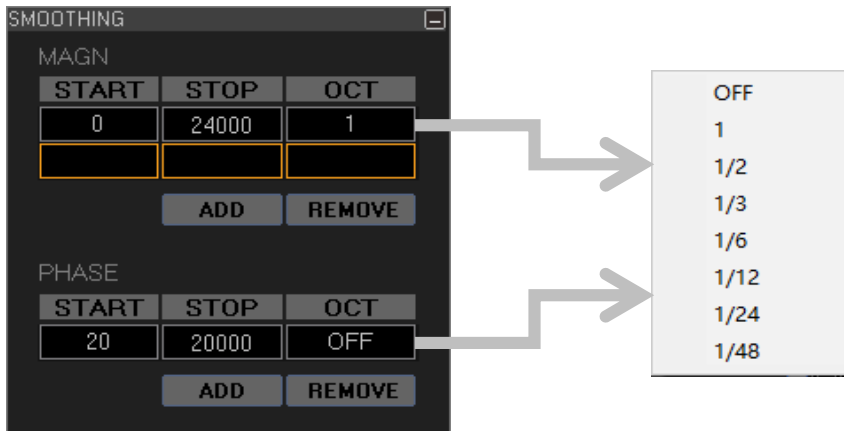 SMOOTHING
MAGN
START STOP OCT
0 24000 1
ADD REMOVE
PHASE
START STOP OCT
20 20000 OFF
ADD REMOVE
OFF
1
1/2
1/3
1/6
1/12
1/24
1/48